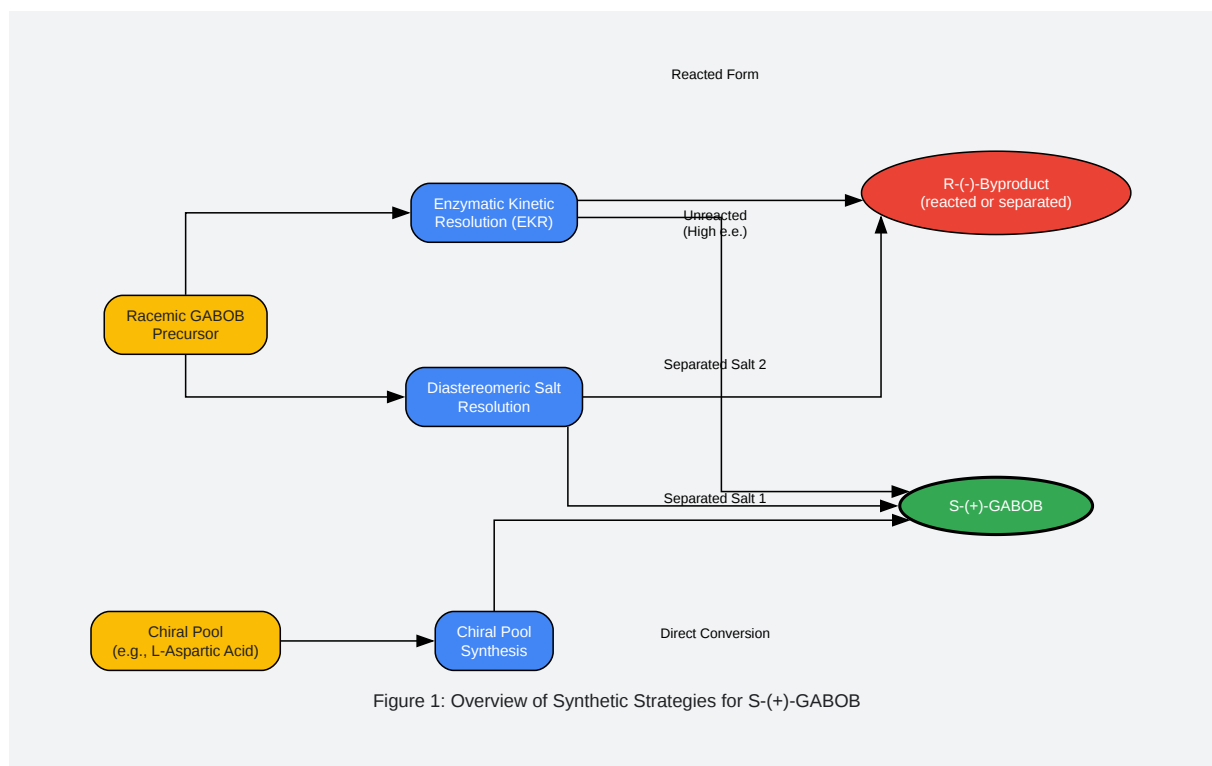 Reacted Form
R-(-)-Byproduct
(reacted or separated)
Enzymatic Kinetic
Resolution (EKR)
Unreacted
(High e.e.)
Racemic GABOB
Precursor
Separated Salt 2
Diastereomeric Salt
Resolution
Separated Salt 1
S-(+)-GABOB
Chiral Pool
(e.g., L-Aspartic Acid)
Chiral Pool
Synthesis
Direct Conversion
Figure 1: Overview of Synthetic Strategies for S-(+)-GABOB